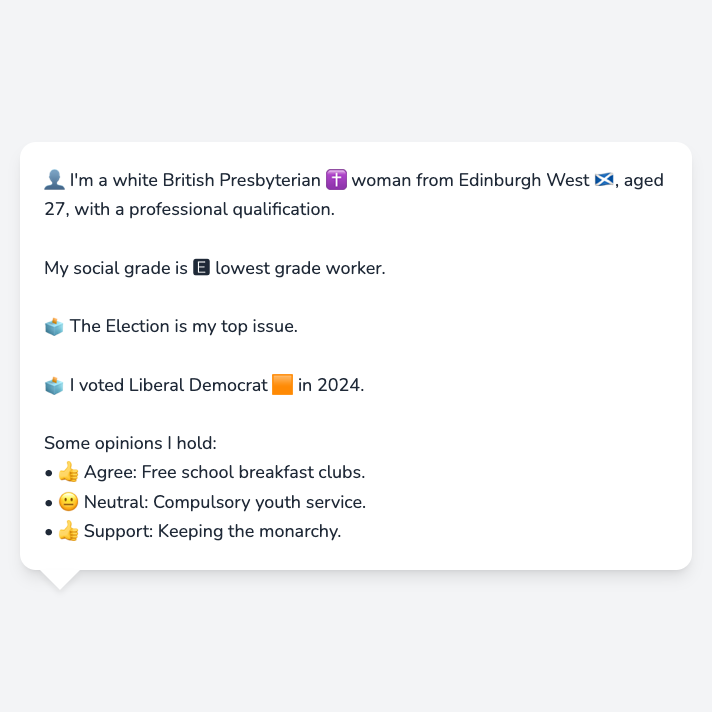 👤 I'm a white British Presbyterian ✝️ woman from Edinburgh West 🏴󠁧󠁢󠁳󠁣󠁴󠁿, aged
27, with a professional qualification.
My social grade is 🅴 lowest grade worker.
🗳️ The Election is my top issue.
🗳️ I voted Liberal Democrat 🟧 in 2024.
Some opinions I hold:
• 👍 Agree: Free school breakfast clubs.
• 😐 Neutral: Compulsory youth service.
• 👍 Support: Keeping the monarchy.